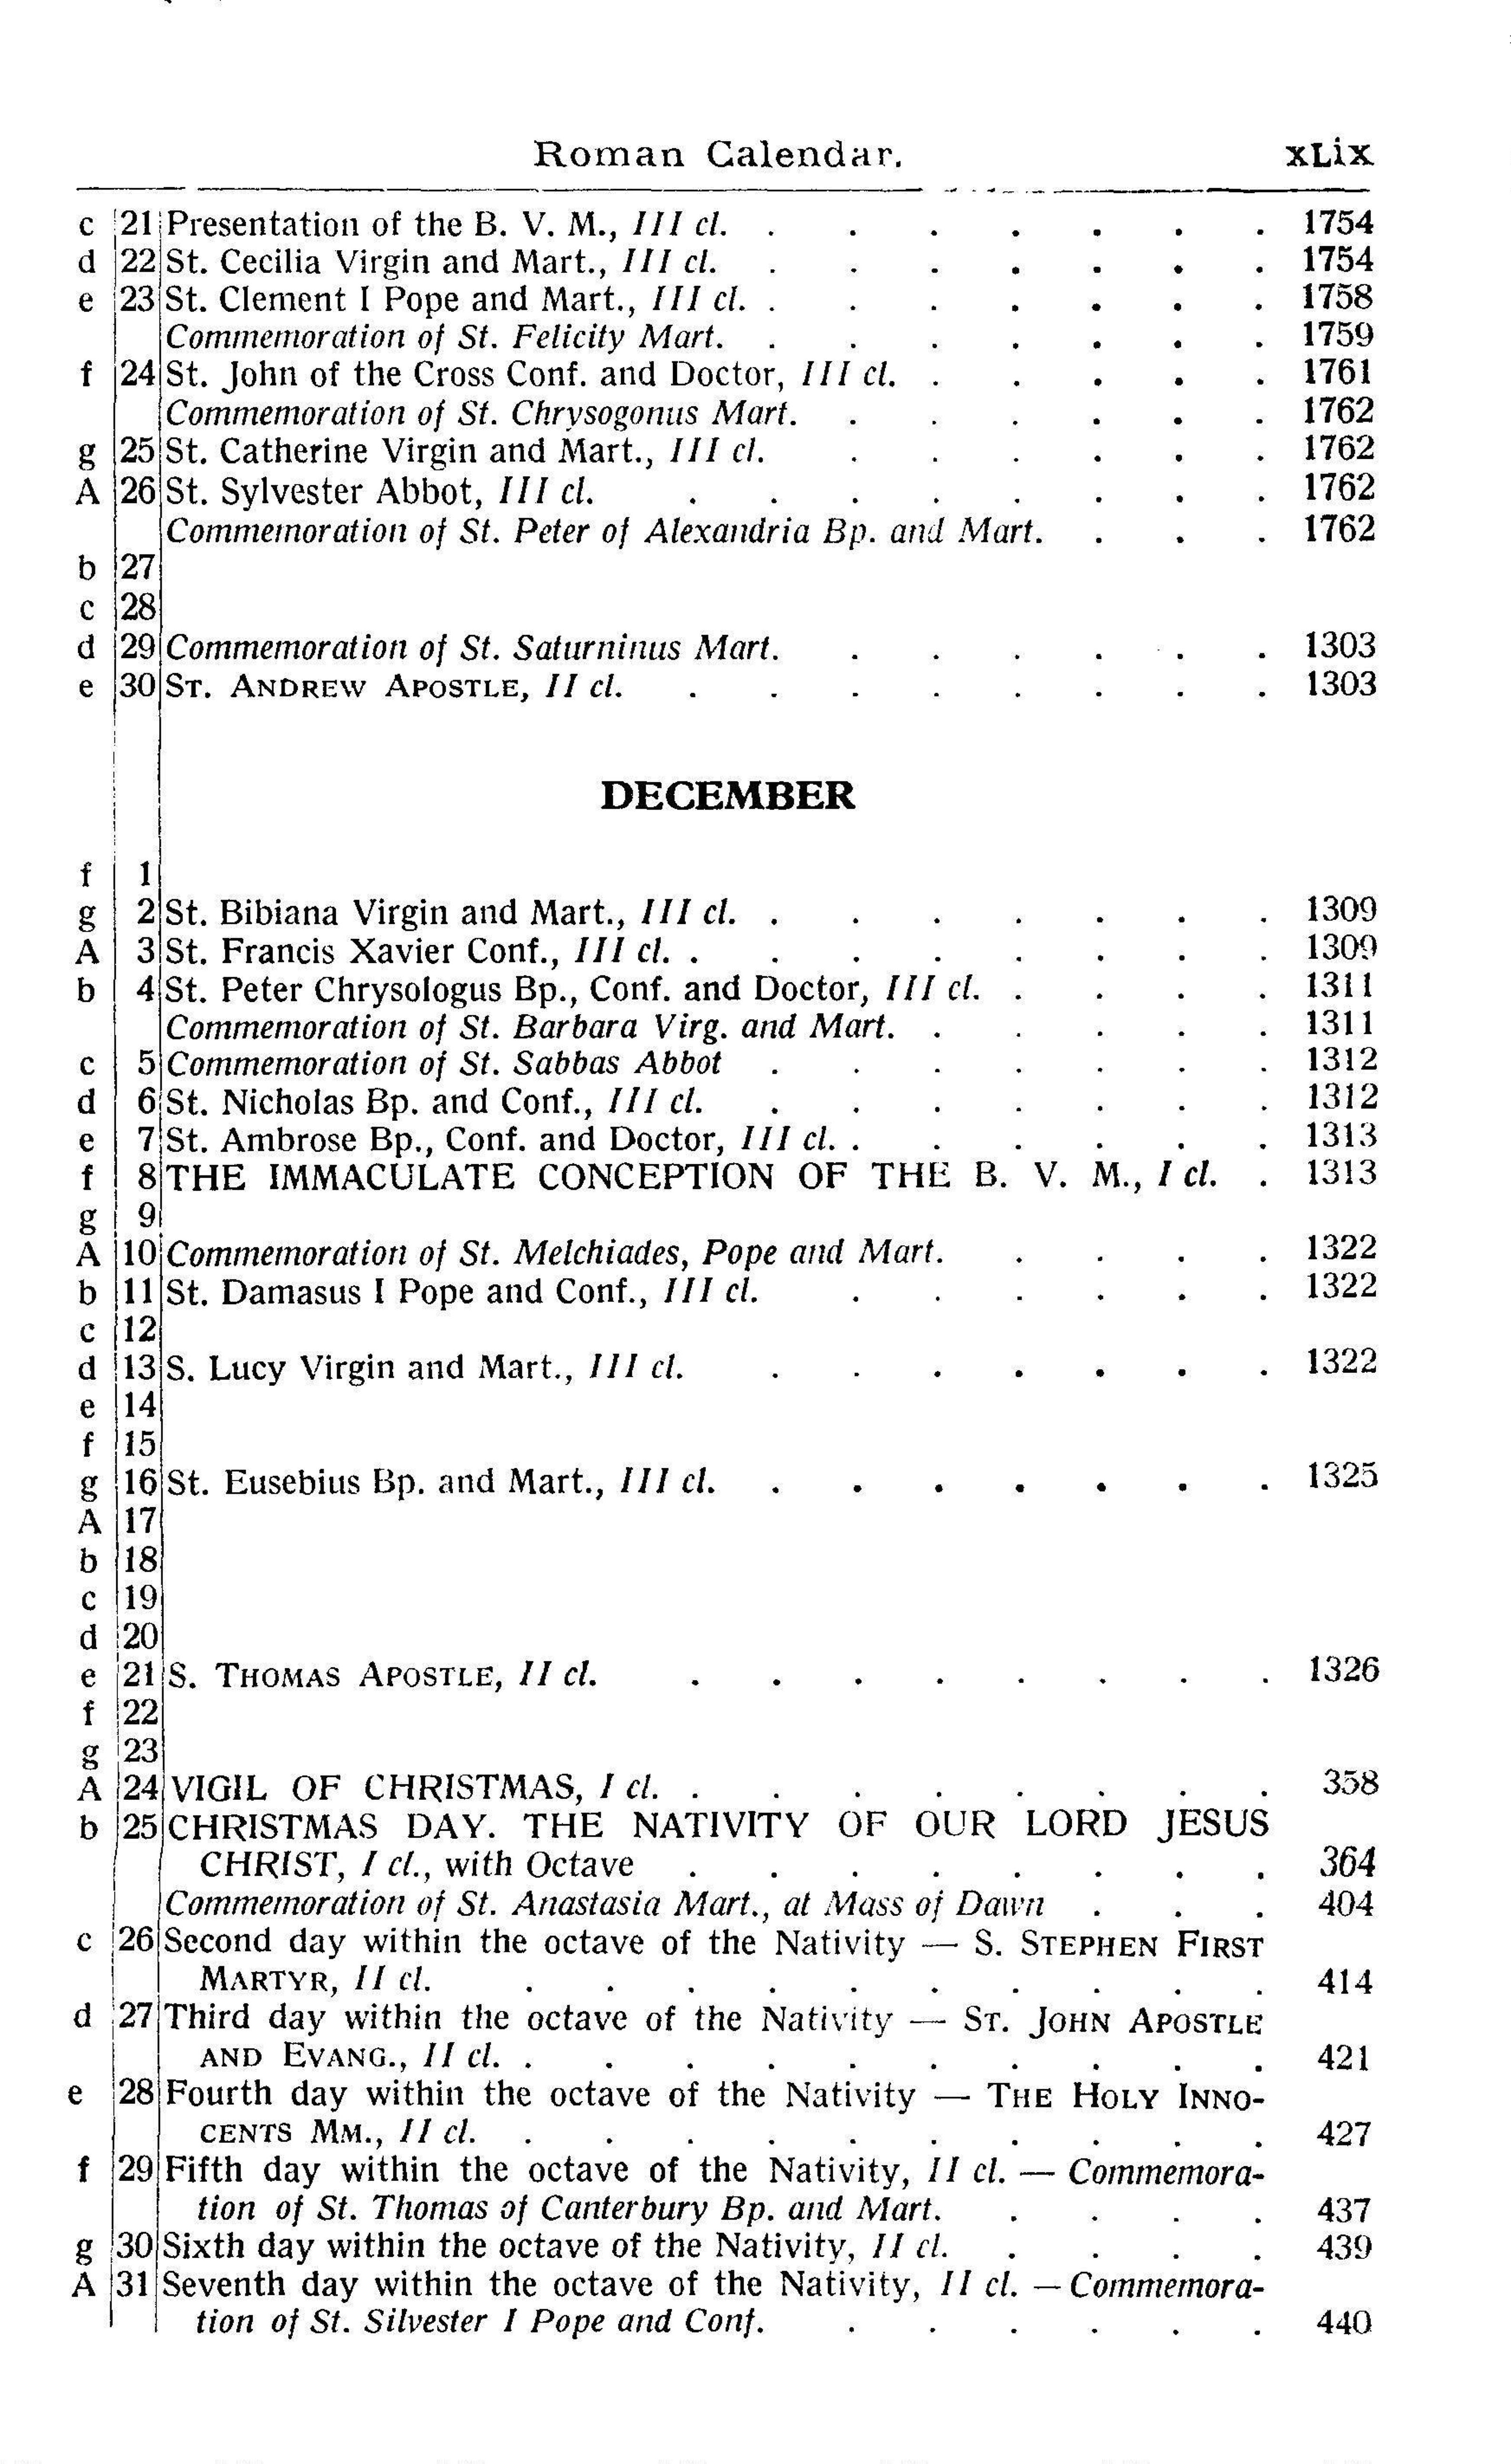 Roman Calendar. xLix
c 21 Presentation of the B. V. M., III cl. . . . . . . . 1754
d 22 St. Cecilia Virgin and Mart., III cl. . . . . . . . 1754
e 23 St. Clement I Pope and Mart., III cl. . . . . . . . 1758
Commemoration of St. Felicity Mart. . . . . . . . 1759
f 24 St. John of the Cross Conf. and Doctor, III cl. . . . . . 1761
Commemoration of St. Chrysogonus Mart. . . . . . . 1762
g 25 St. Catherine Virgin and Mart., III cl. . . . . . . 1762
A 26 St. Sylvester Abbot, III cl. . . . . . . . . 1762
Commemoration of St. Peter of Alexandria Bp. and Mart. . . . 1762
b 27
c 28
d 29 Commemoration of St. Saturninus Mart. . . . . . . 1303
e 30 ST. ANDREW APOSTLE, II cl. . . . . . . . . 1303
DECEMBER
f 1
g 2 St. Bibiana Virgin and Mart., III cl. . . . . . . . 1309
A 3 St. Francis Xavier Conf., III cl. . . . . . . . . 1309
b 4 St. Peter Chrysologus Bp., Conf. and Doctor, III cl. . . . . 1311
Commemoration of St. Barbara Virg. and Mart. . . . . . 1311
c 5 Commemoration of St. Sabbas Abbot . . . . . . . 1312
d 6 St. Nicholas Bp. and Conf., III cl. . . . . . . . 1312
e 7 St. Ambrose Bp., Conf. and Doctor, III cl. . . . . . . 1313
f 8 THE IMMACULATE CONCEPTION OF THE B. V. M., I cl. . 1313
g 9
A 10 Commemoration of St. Melchiades, Pope and Mart. . . . . 1322
b 11 St. Damasus I Pope and Conf., III cl. . . . . . . 1322
c 12
d 13 S. Lucy Virgin and Mart., III cl. . . . . . . . 1322
e 14
f 15
g 16 St. Eusebius Bp. and Mart., III cl. . . . . . . . 1325
A 17
b 18
c 19
d 20
e 21 S. THOMAS APOSTLE, II cl. . . . . . . . . 1326
f 22
g 23
A 24 VIGIL OF CHRISTMAS, I cl. . . . . . . . . 358
b 25 CHRISTMAS DAY. THE NATIVITY OF OUR LORD JESUS
CHRIST, I cl., with Octave . . . . . . . . 364
Commemoration of St. Anastasia Mart., at Mass of Dawn . . . 404
c 26 Second day within the octave of the Nativity — S. STEPHEN FIRST
MARTYR, II cl. . . . . . . . . . . 414
d 27 Third day within the octave of the Nativity — ST. JOHN APOSTLE
AND EVANG., II cl. . . . . . . . . . . 421
e 28 Fourth day within the octave of the Nativity — THE HOLY INNO-
CENTS MM., II cl. . . . . . . . . . . 427
f 29 Fifth day within the octave of the Nativity, II cl. — Commemora-
tion of St. Thomas of Canterbury Bp. and Mart. . . . . 437
g 30 Sixth day within the octave of the Nativity, II cl. . . . . 439
A 31 Seventh day within the octave of the Nativity, II cl. — Commemora-
tion of St. Silvester I Pope and Conf. . . . . . . 440